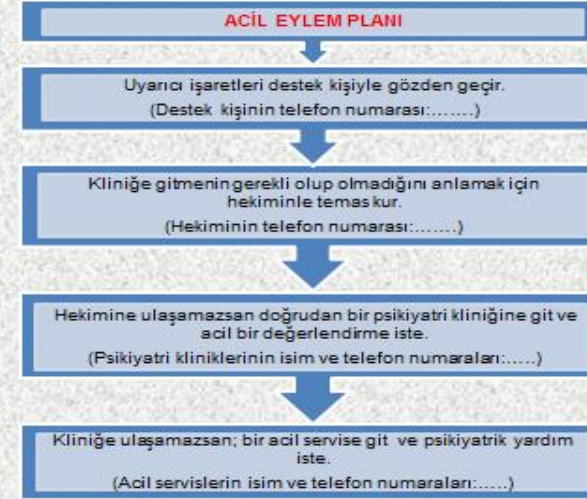 ACİL EYLEM PLANI
Uyarıcı işaretleri destek kişiyle gözden geçir.
(Destek kişinin telefon numarası:.......)
Kliniğe gitmenin gerekli olup olmadığını anlamak için
hekiminle temas kur.
(Hekiminin telefon numarası:.......)
Hekimine ulaşamazsan doğrudan bir psikiyatri kliniğine git ve
acil bir değerlendirme iste.
(Psikiyatri kliniklerinin isim ve telefon numaraları:.....)
Kliniğe ulaşamazsan; bir acil servise git ve psikiyatrik yardım
iste.
(Acil servislerin isim ve telefon numaraları:.....)